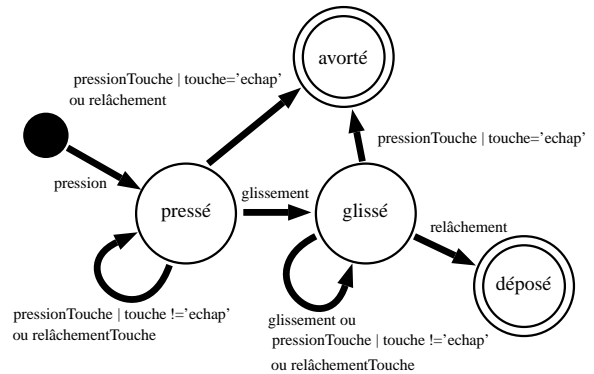 avorté
pressionTouche | touche='echap'
ou relâchement
pressionTouche | touche='echap'
pression
glissement
pressé
glissé
relâchement
déposé
pressionTouche | touche !='echap'
ou relâchementTouche
glissement ou
pressionTouche | touche !='echap'
ou relâchementTouche